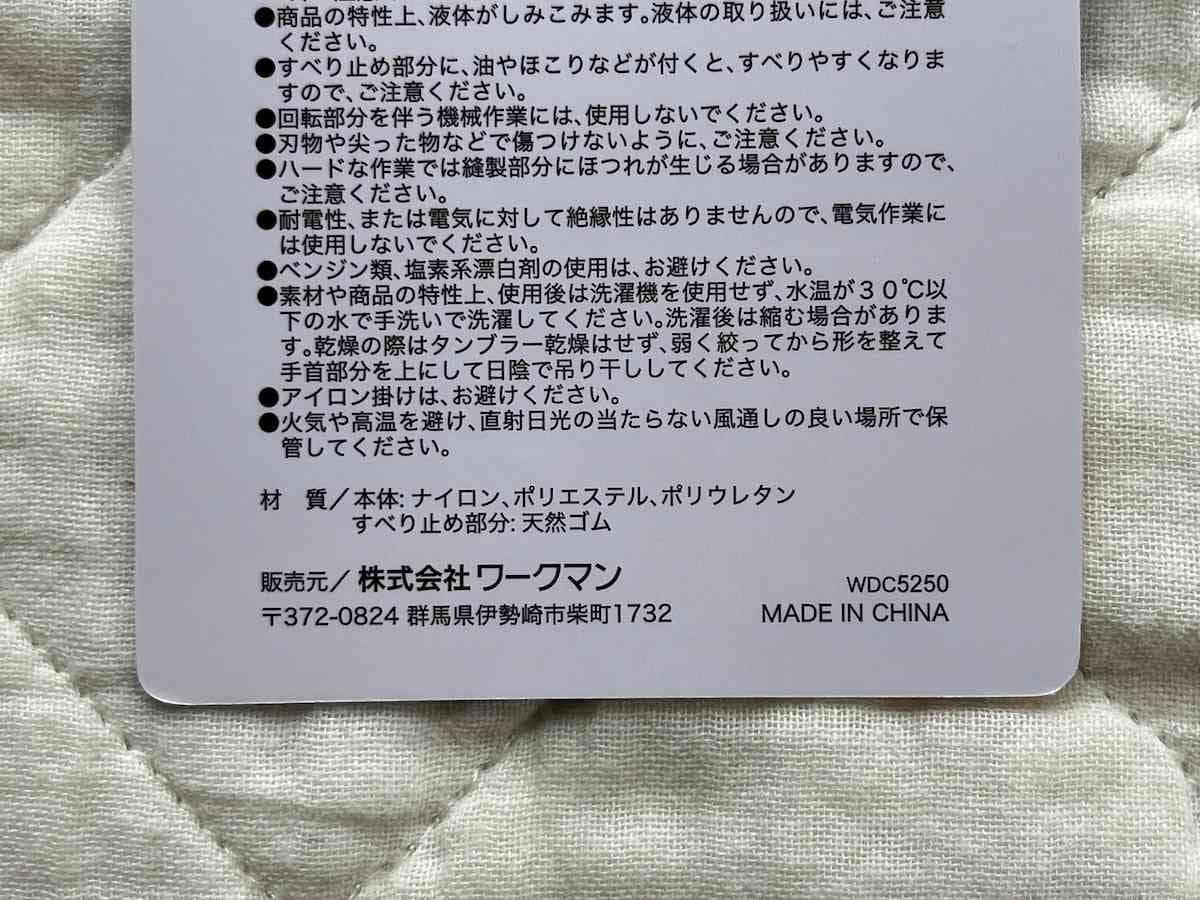 ●商品の特性上、液体がしみこみます。液体の取り扱いには、ご注意
ください。
●すべり止め部分に、油やほこりなどが付くと、すべりやすくなりま
すので、ご注意ください。
●回転部分を伴う機械作業には、使用しないでください。
●刃物や尖った物などで傷つけないように、ご注意ください。
●ハードな作業では縫製部分にほつれが生じる場合がありますので、
ご注意ください。
●耐電性、または電気に対して絶縁性はありませんので、電気作業に
は使用しないでください。
●ベンジン類、塩素系漂白剤の使用は、お避けください。
●素材や商品の特性上、使用後は洗濯機を使用せず、水温が30℃以
下の水で手洗いで洗濯してください。洗濯後は縮む場合がありま
す。乾燥の際はタンブラー乾燥はせず、弱く絞ってから形を整えて
手首部分を上にして日陰で吊り干ししてください。
●アイロン掛けは、お避けください。
●火気や高温を避け、直射日光の当たらない風通しの良い場所で保
管してください。
材　質／本体: ナイロン、ポリエステル、ポリウレタン
すべり止め部分: 天然ゴム
販売元／株式会社ワークマン
〒372-0824 群馬県伊勢崎市柴町1732
WDC5250
MADE IN CHINA